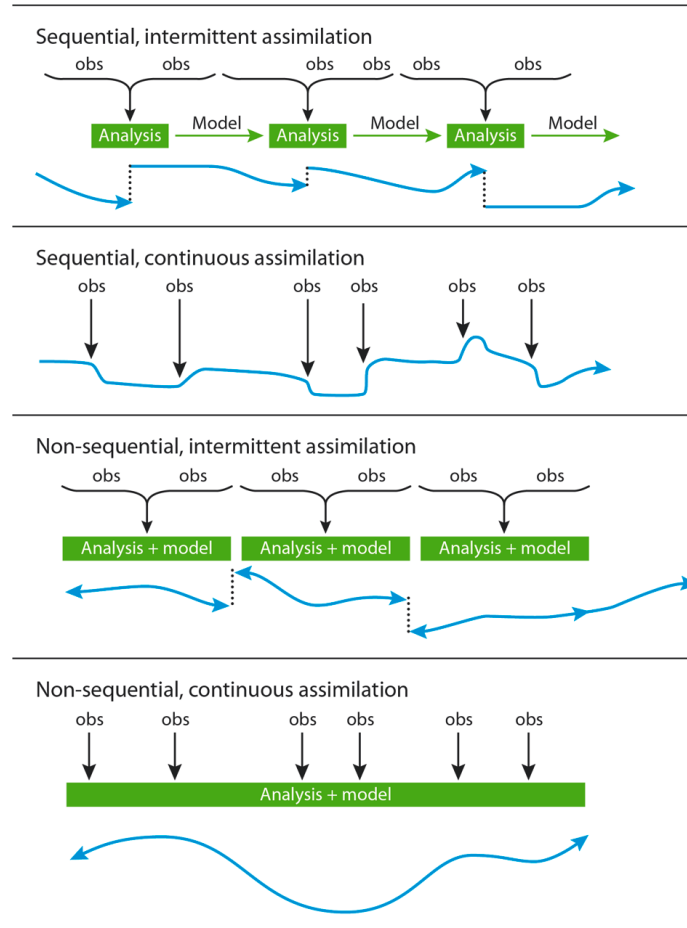 Sequential, intermittent assimilation
obs obs obs obs obs obs
Analysis Model Analysis Model Analysis Model
Sequential, continuous assimilation
obs obs obs obs obs obs
Non-sequential, intermittent assimilation
obs obs obs obs obs obs
Analysis + model Analysis + model Analysis + model
Non-sequential, continuous assimilation
obs obs obs obs obs obs
Analysis + model